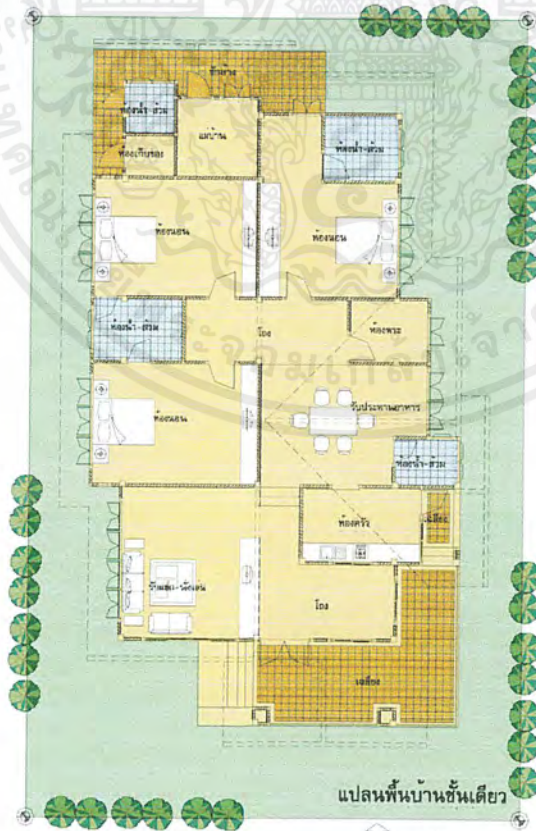 ซักล้าง
ห้องน้ำ-ส้วม
แม่บ้าน
ห้องน้ำ-ส้วม
ห้องเก็บของ
ห้องนอน
ห้องนอน
ห้องน้ำ-ส้วม
โถง
ห้องพระ
ห้องนอน
รับประทานอาหาร
ห้องน้ำ-ส้วม
ห้องครัว
เฉลียง
รับแขก-พักผ่อน
โถง
เฉลียง
แปลนพื้นบ้านชั้นเดียว